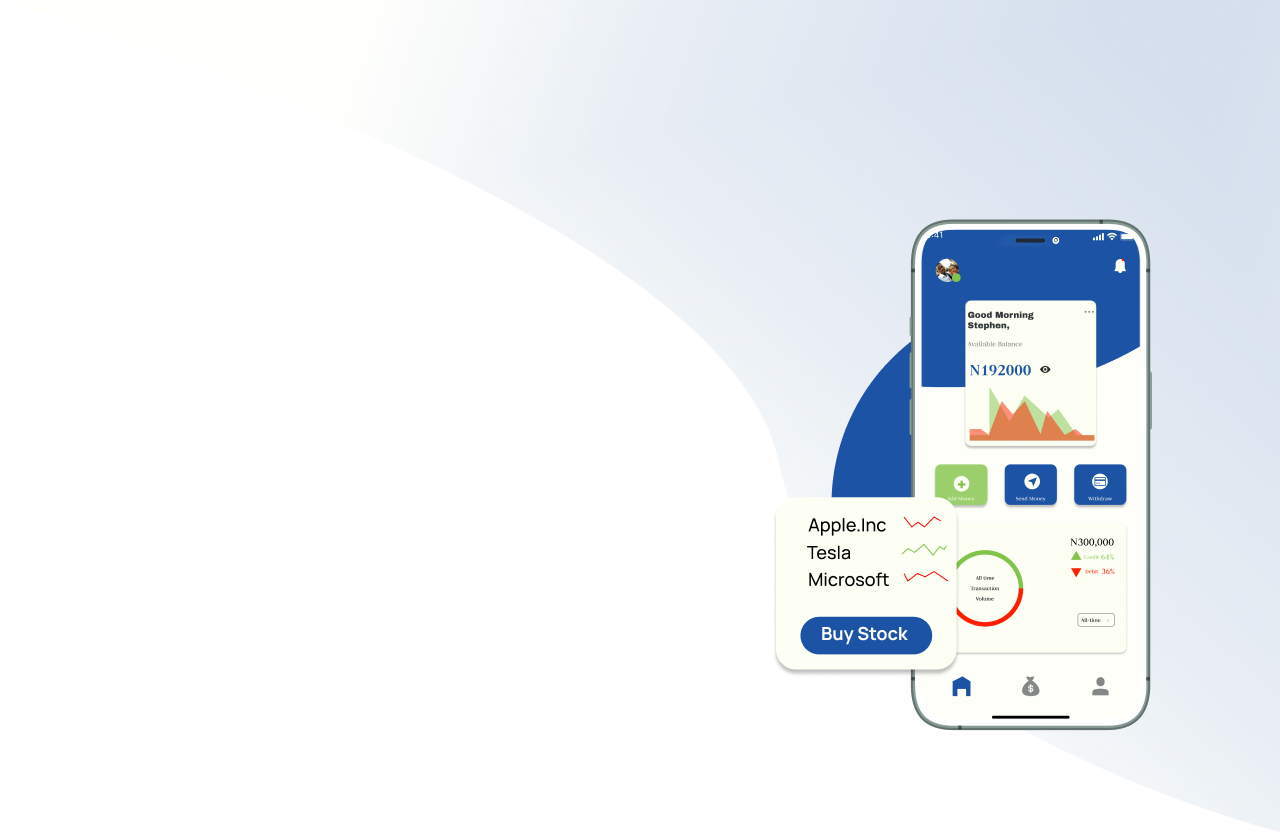 :41
Good Morning
Stephen,
Available Balance
N192000
Add Money
Send Money
Withdraw
Apple.Inc
Tesla
Microsoft
Buy Stock
N300,000
Credit 64%
Debit 36%
All time
Transaction
Volume
All-time
$